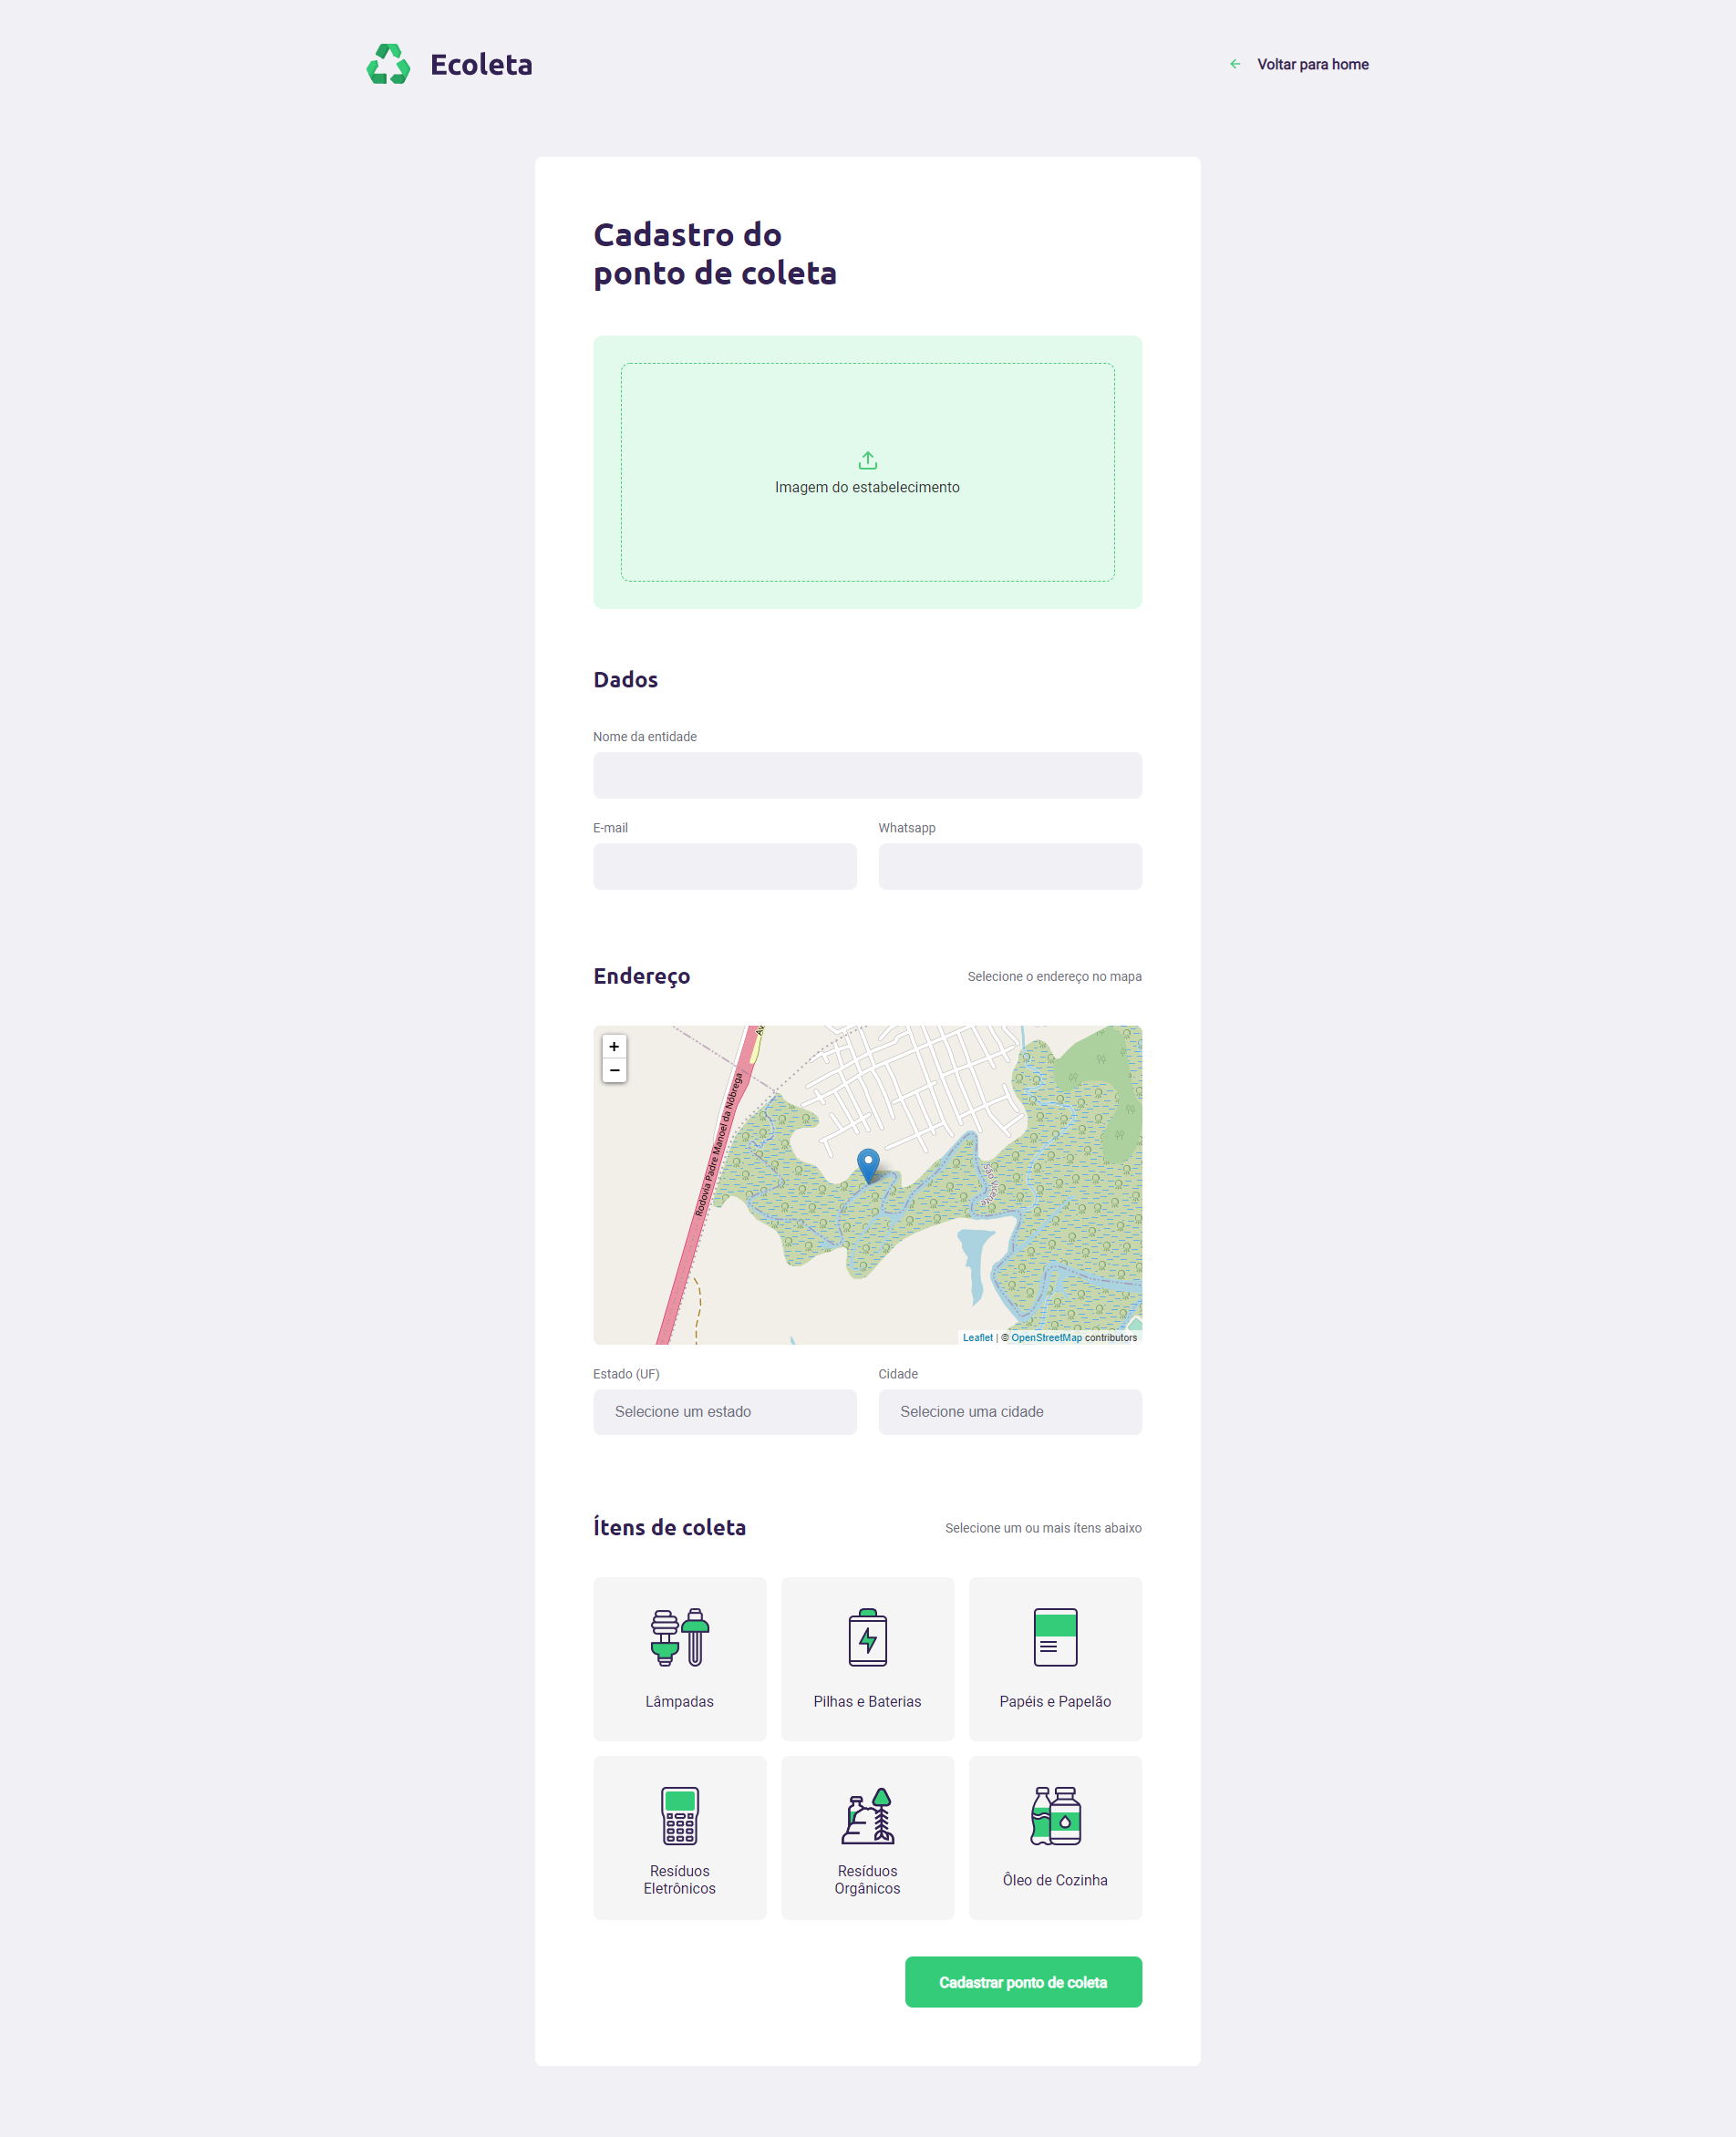 Ecoleta
Voltar para home
Cadastro do
ponto de coleta
Imagem do estabelecimento
Dados
Nome da entidade
E-mail
Whatsapp
Endereço
Selecione o endereço no mapa
+
−
Av.
Rodovia Padre Manoel da Nóbrega
São Vicente
Leaflet | © OpenStreetMap contributors
Estado (UF)
Cidade
Selecione um estado
Selecione uma cidade
Ítens de coleta
Selecione um ou mais ítens abaixo
Lâmpadas
Pilhas e Baterias
Papéis e Papelão
Resíduos
Eletrônicos
Resíduos
Orgânicos
Óleo de Cozinha
Cadastrar ponto de coleta